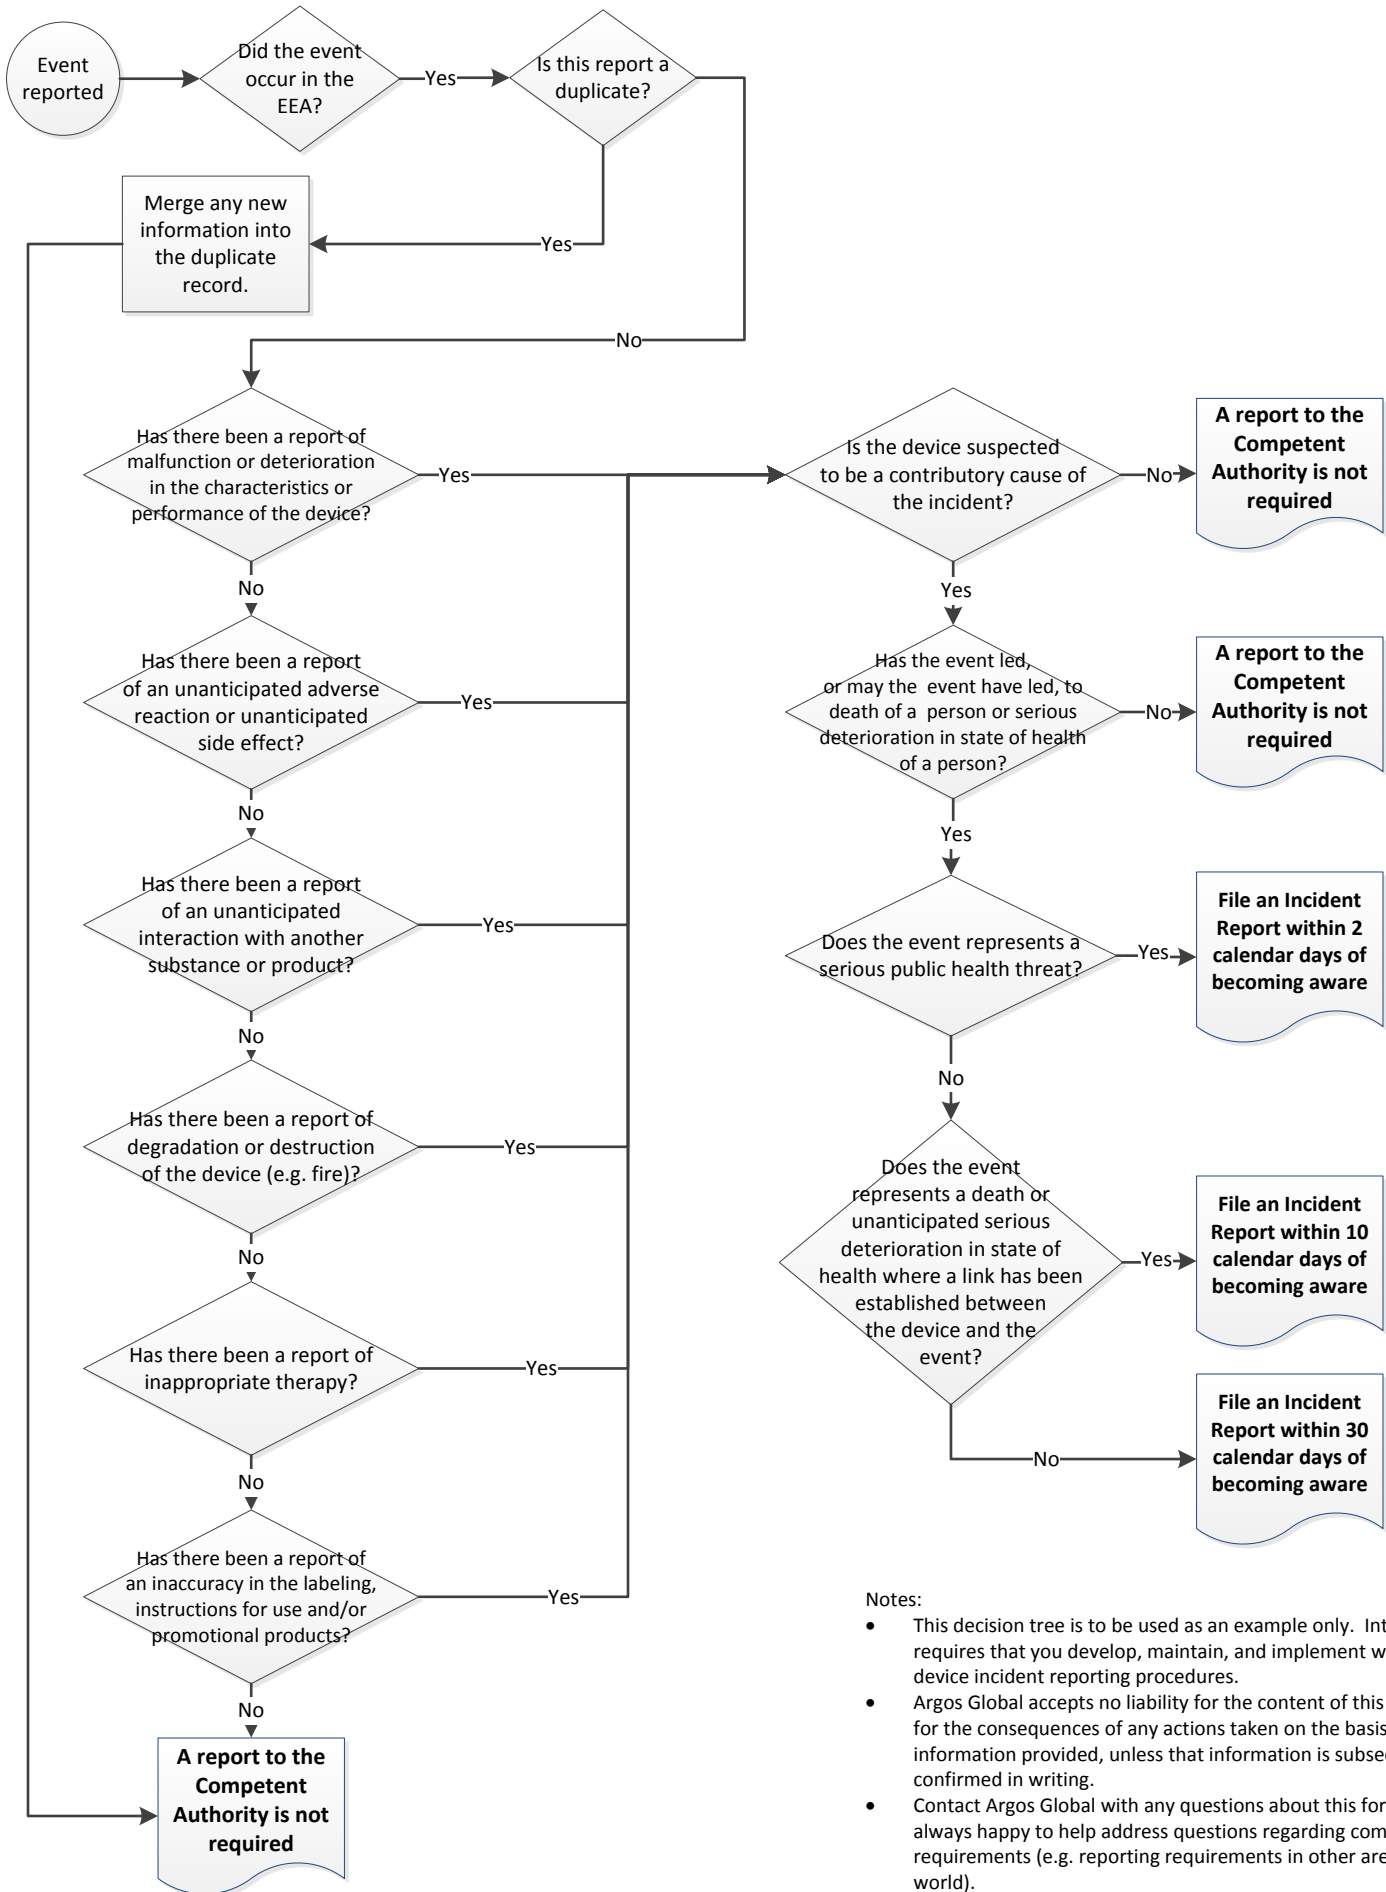 Event
reported
Did the event
occur in the
EEA?
Yes
Is this report a
duplicate?
Merge any new
information into
the duplicate
record.
Yes
No
Has there been a report of
malfunction or deterioration
in the characteristics or
performance of the device?
Yes
No
Has there been a report
of an unanticipated adverse
reaction or unanticipated
side effect?
Yes
No
Has there been a report
of an unanticipated
interaction with another
substance or product?
Yes
No
Has there been a report of
degradation or destruction
of the device (e.g. fire)?
Yes
No
Has there been a report of
inappropriate therapy?
Yes
No
Has there been a report of
an inaccuracy in the labeling,
instructions for use and/or
promotional products?
Yes
No
A report to the
Competent
Authority is not
required
Is the device suspected
to be a contributory cause of
the incident?
No
A report to the
Competent
Authority is not
required
Yes
Has the event led,
or may the  event have led, to
death of a  person or serious
deterioration in state of health
of a person?
No
A report to the
Competent
Authority is not
required
Yes
Does the event represents a
serious public health threat?
Yes
File an Incident
Report within 2
calendar days of
becoming aware
No
Does the event
represents a death or
unanticipated serious
deterioration in state of
health where a link has been
established between
the device and the
event?
Yes
File an Incident
Report within 10
calendar days of
becoming aware
No
File an Incident
Report within 30
calendar days of
becoming aware
Notes:
• This decision tree is to be used as an example only.  Int
requires that you develop, maintain, and implement w
device incident reporting procedures.
• Argos Global accepts no liability for the content of this
for the consequences of any actions taken on the basis
information provided, unless that information is subse
confirmed in writing.
• Contact Argos Global with any questions about this for
always happy to help address questions regarding com
requirements (e.g. reporting requirements in other are
world).